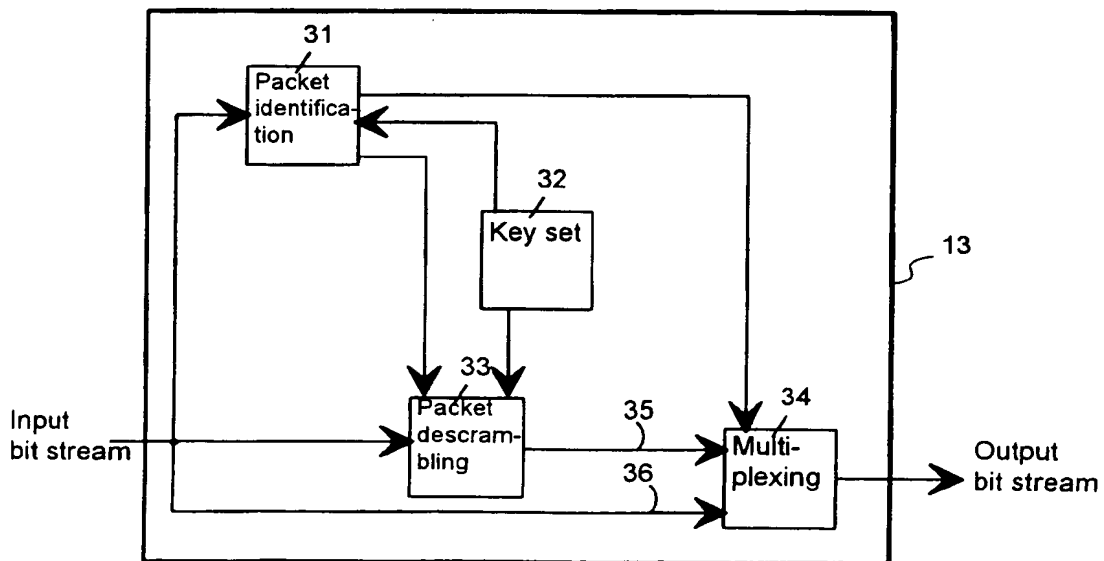 31
Packet
identifica-
tion
32
Key set
13
33
Packet
descram-
bling
35
36
34
Multi-
plexing
Input
bit stream
Output
bit stream